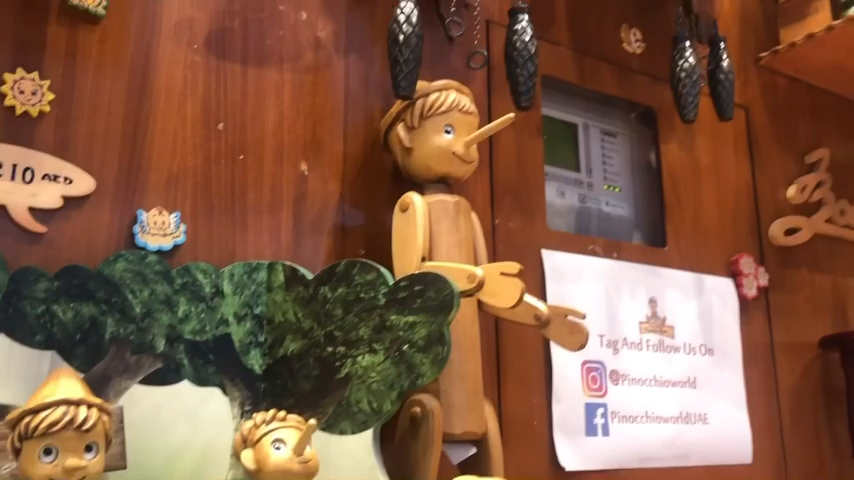 10 AED
Tag And Follow Us On
@Pinocchioworld
PinocchioworldUAE